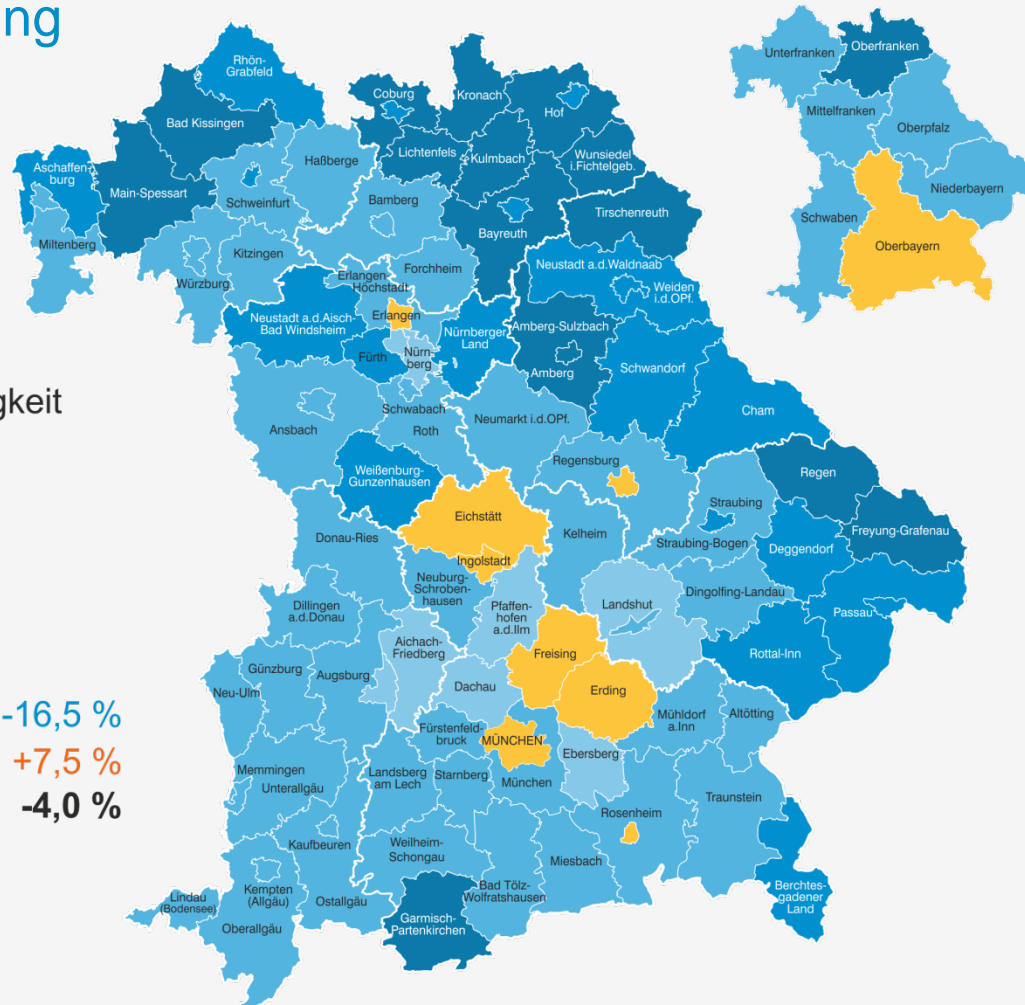 ng
gkeit
-16,5 %
+7,5 %
-4,0 %
Rhön-
Grabfeld
Bad Kissingen
Aschaffen-
burg
Main-Spessart
Miltenberg
Schweinfurt
Haßberge
Würzburg
Kitzingen
Coburg
Kronach
Hof
Lichtenfels
Kulmbach
Wunsiedel
i.Fichtelgeb.
Bamberg
Bayreuth
Forchheim
Tirschenreuth
Erlangen-
Höchstadt
Erlangen
Neustadt a.d.Aisch-
Bad Windsheim
Fürth
Nürn-
berg
Nürnberger
Land
Neustadt a.d.Waldnaab
Weiden
i.d.OPf.
Amberg-Sulzbach
Amberg
Schwandorf
Cham
Ansbach
Schwabach
Roth
Neumarkt i.d.OPf.
Regensburg
Weißenburg-
Gunzenhausen
Eichstätt
Ingolstadt
Kelheim
Straubing
Straubing-Bogen
Regen
Freyung-Grafenau
Deggendorf
Donau-Ries
Neuburg-
Schroben-
hausen
Pfaffen-
hofen
a.d.Ilm
Landshut
Dingolfing-Landau
Passau
Rottal-Inn
Dillingen
a.d.Donau
Aichach-
Friedberg
Freising
Erding
Günzburg
Augsburg
Dachau
Neu-Ulm
Fürstenfeld-
bruck
MÜNCHEN
Ebersberg
Mühldorf
a.Inn
Altötting
Memmingen
Unterallgäu
Landsberg
am Lech
Starnberg
München
Rosenheim
Traunstein
Kaufbeuren
Weilheim-
Schongau
Miesbach
Lindau
(Bodensee)
Kempten
(Allgäu)
Ostallgäu
Oberallgäu
Bad Tölz-
Wolfratshausen
Garmisch-
Partenkirchen
Berchtes-
gadener
Land
Unterfranken
Oberfranken
Mittelfranken
Oberpfalz
Niederbayern
Schwaben
Oberbayern